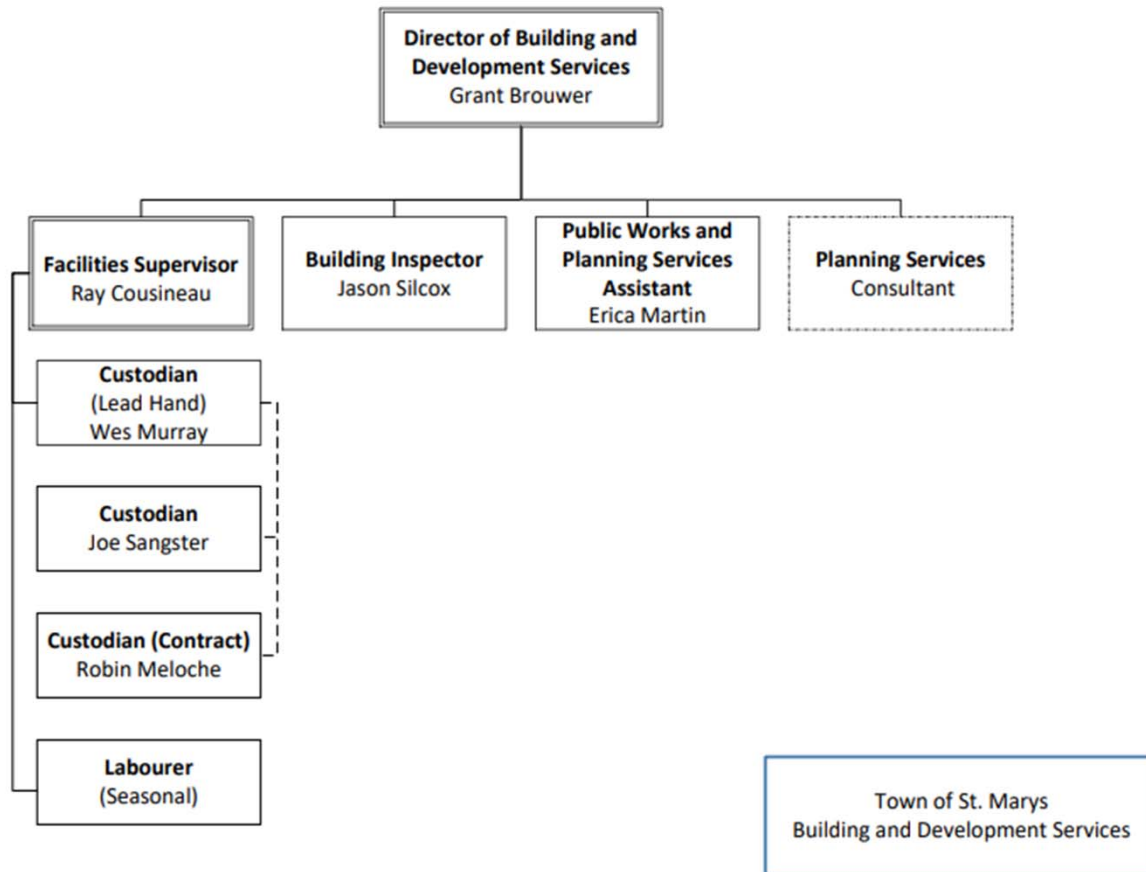 Director of Building and
Development Services
Grant Brouwer
Facilities Supervisor
Ray Cousineau
Building Inspector
Jason Silcox
Public Works and
Planning Services
Assistant
Erica Martin
Planning Services
Consultant
Custodian
(Lead Hand)
Wes Murray
Custodian
Joe Sangster
Custodian (Contract)
Robin Meloche
Labourer
(Seasonal)
Town of St. Marys
Building and Development Services